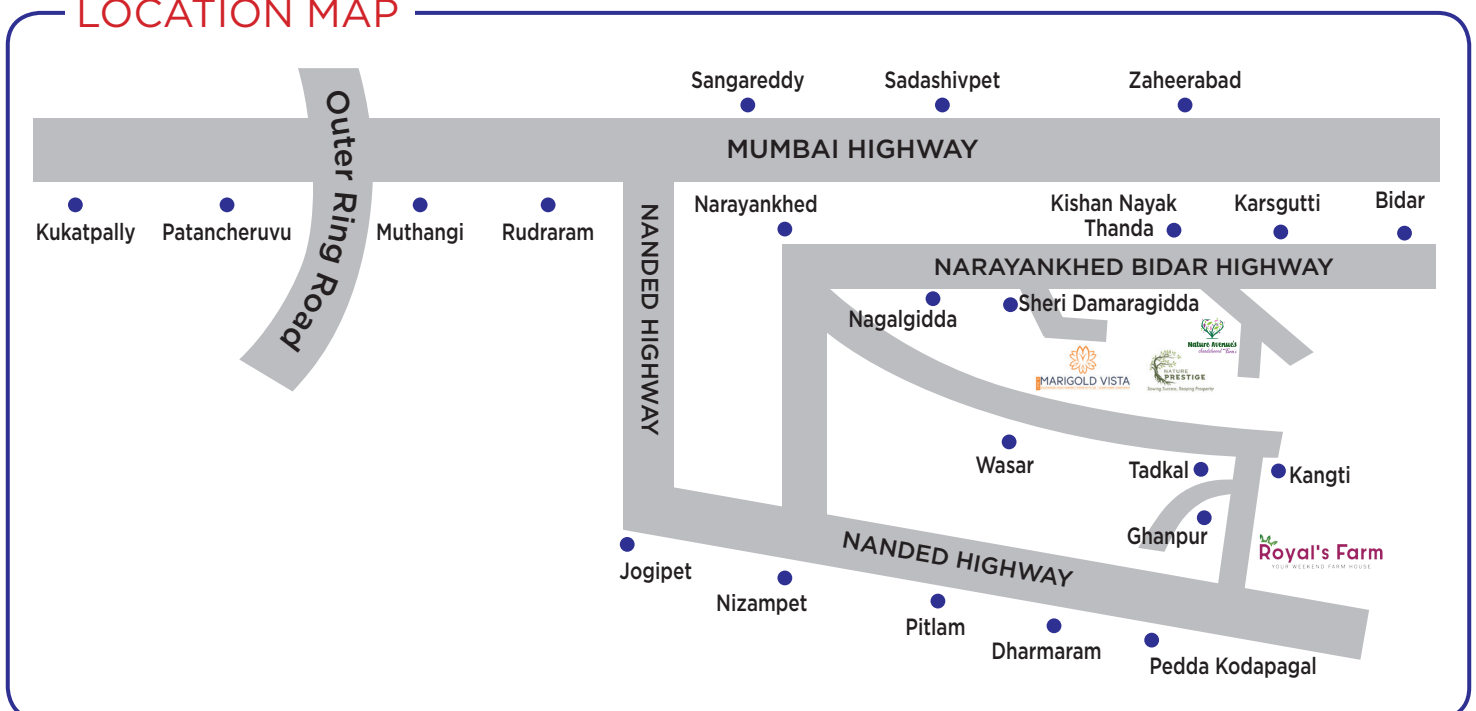 LOCATION MAP
Outer Ring Road
Sangareddy
Sadashivpet
Zaheerabad
MUMBAI HIGHWAY
Kukatpally
Patancheruvu
Muthangi
Rudraram
NANDED HIGHWAY
Narayankhed
Kishan Nayak
Thanda
Karsgutti
Bidar
NARAYANKHED BIDAR HIGHWAY
Nagalgidda
Sheri Damaragidda
Nature Avenue's
MARIGOLD VISTA
NATURE
PRESTIGE
Sowing Success, Reaping Prosperity
Wasar
Tadkal
Kangti
Ghanpur
Royal's Farm
YOUR WEEKEND FARM HOUSE
NANDED HIGHWAY
Jogipet
Nizampet
Pitlam
Dharmaram
Pedda Kodapagal